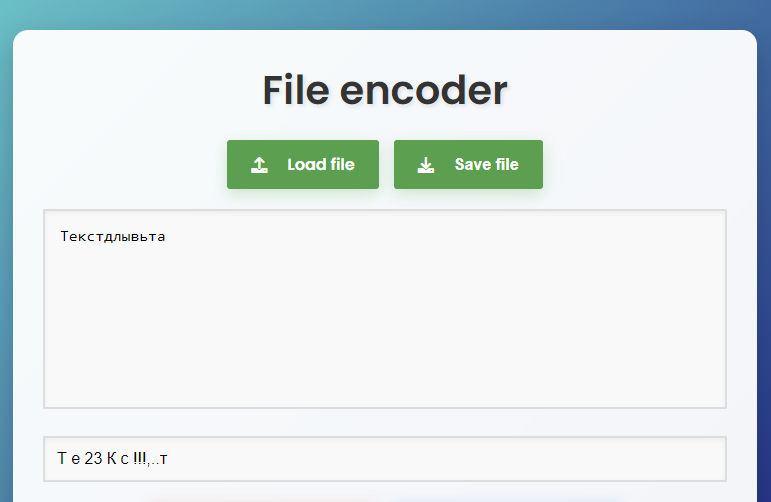 File encoder
Load file
Save file
Текстдлывьта
Т е 23 К с !!!,..т